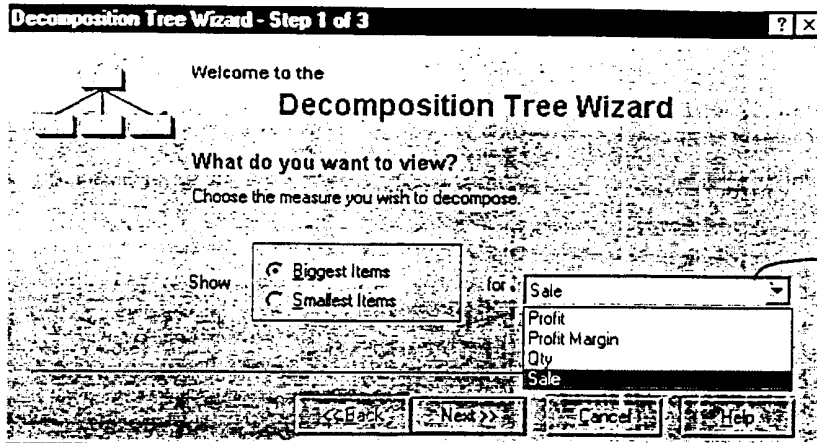 Decomposition Tree Wizard - Step 1 of 3
? ×
Welcome to the
Decomposition Tree Wizard
What do you want to view?
Choose the measure you wish to decompose.
Show
Biggest Items
Smallest Items
for
Sale
Profit
Profit Margin
Qty
Sale
<<Back
Next>>
Cancel
Help